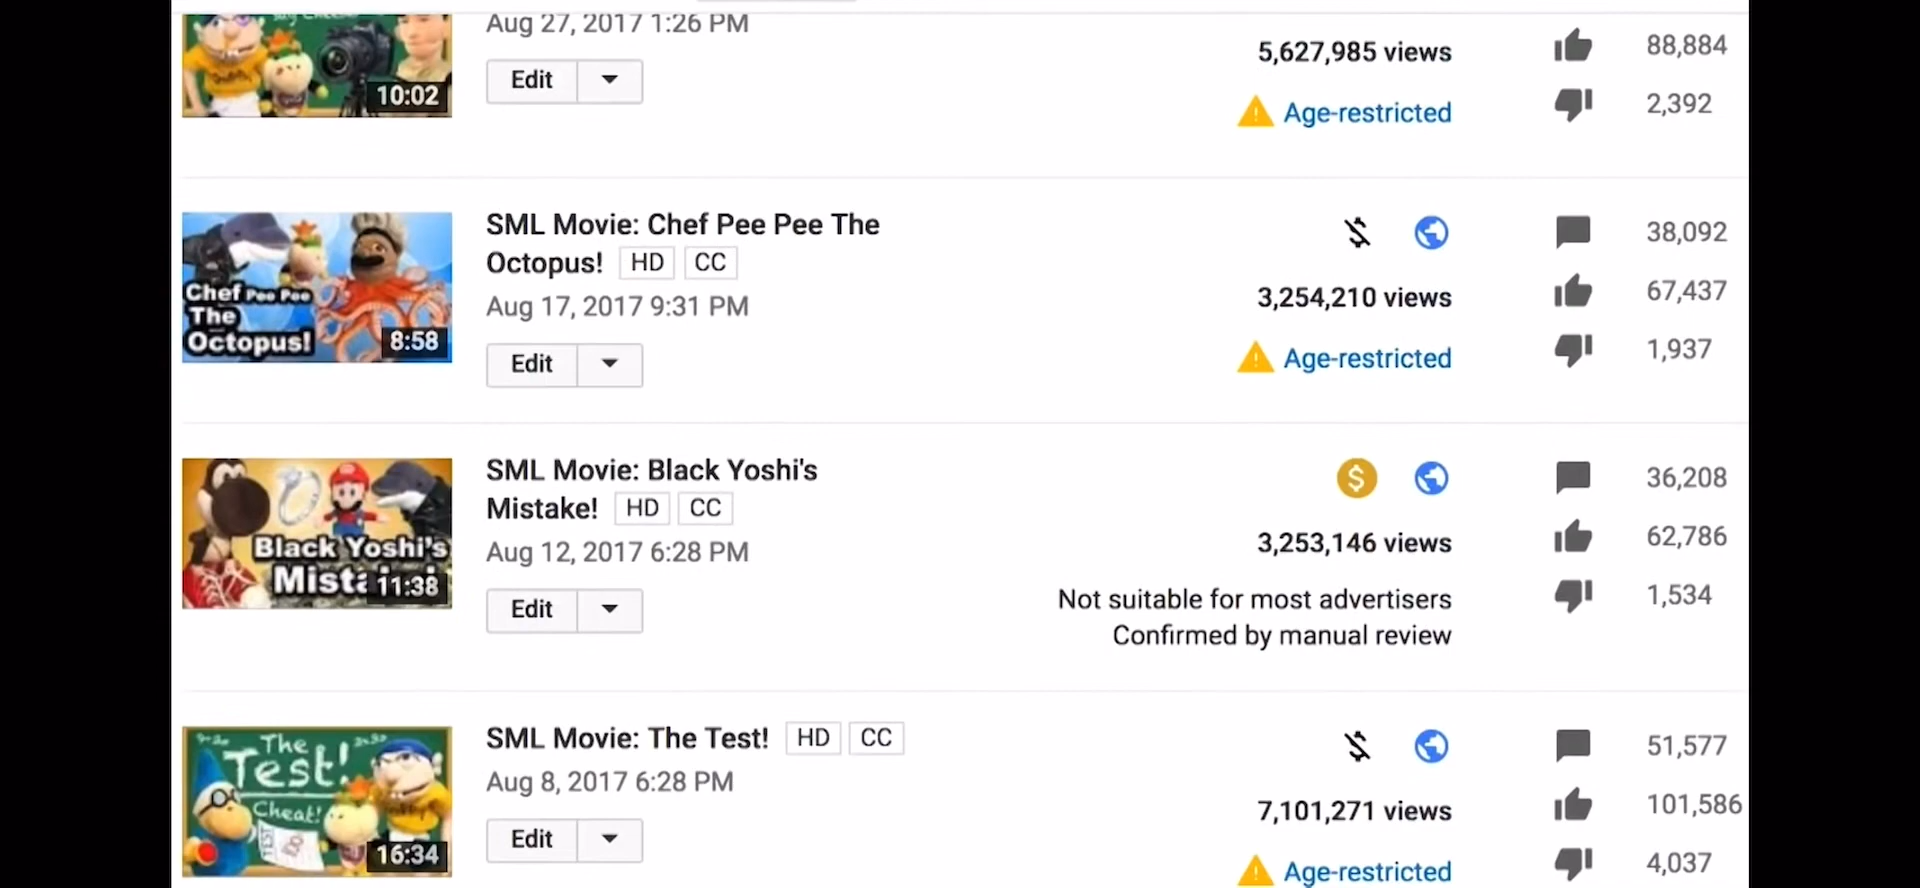 Aug 27, 2017 1:26 PM
5,627,985 views
88,884
Edit
10:02
Age-restricted
2,392
SML Movie: Chef Pee Pee The
Octopus! HD CC
38,092
Aug 17, 2017 9:31 PM
3,254,210 views
67,437
Chef Pee Pee
The
Octopus!
8:58
Edit
Age-restricted
1,937
SML Movie: Black Yoshi's
Mistake! HD CC
$
36,208
Aug 12, 2017 6:28 PM
3,253,146 views
62,786
Black Yoshi's
11:38
Edit
Not suitable for most advertisers
Confirmed by manual review
1,534
SML Movie: The Test! HD CC
51,577
Aug 8, 2017 6:28 PM
7,101,271 views
101,586
The
Test!
Cheat!
16:34
Edit
Age-restricted
4,037